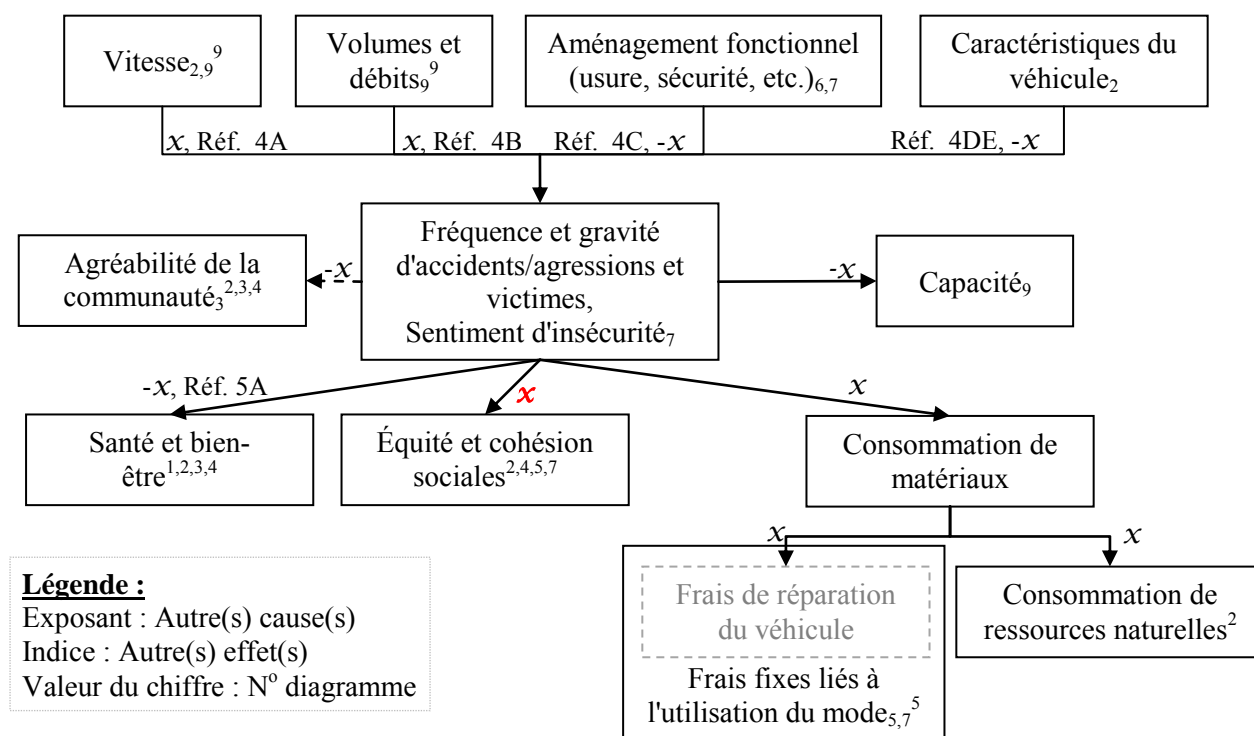 Vitesse2,9 9
Volumes et
débits9 9
Aménagement fonctionnel
(usure, sécurité, etc.)6,7
Caractéristiques du
véhicule2
x, Réf. 4A
x, Réf. 4B
Réf. 4C, -x
Réf. 4DE, -x
Fréquence et gravité
d'accidents/agressions et
victimes,
Sentiment d'insécurité7
Agréabilité de la
communauté3 2,3,4
-x
-x
Capacité9
-x, Réf. 5A
x
x
Santé et bien-
être1,2,3,4
Équité et cohésion
sociales2,4,5,7
Consommation de
matériaux
x
x
Frais de réparation
du véhicule
Frais fixes liés à
l'utilisation du mode5,7 5
Consommation de
ressources naturelles2
Légende :
Exposant : Autre(s) cause(s)
Indice : Autre(s) effet(s)
Valeur du chiffre : No diagramme